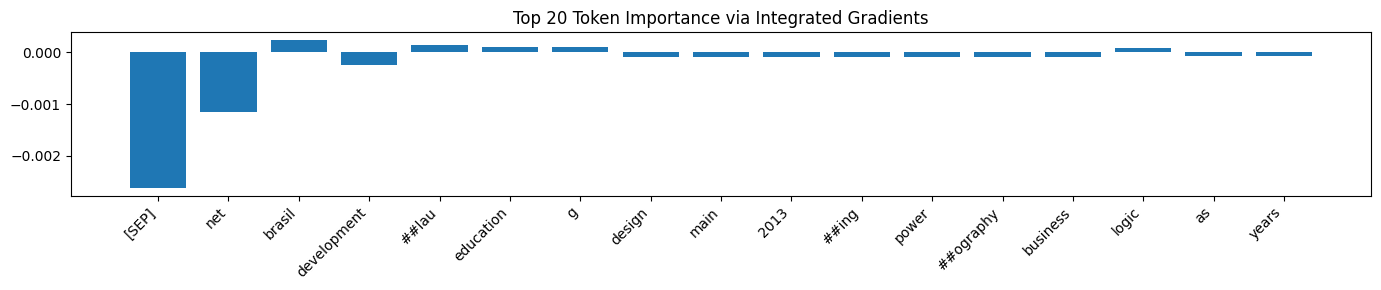 Top 20 Token Importance via Integrated Gradients
0.000
−0.001
−0.002
[SEP]
net
brasil
development
##lau
education
g
design
main
2013
##ing
power
##ography
business
logic
as
years